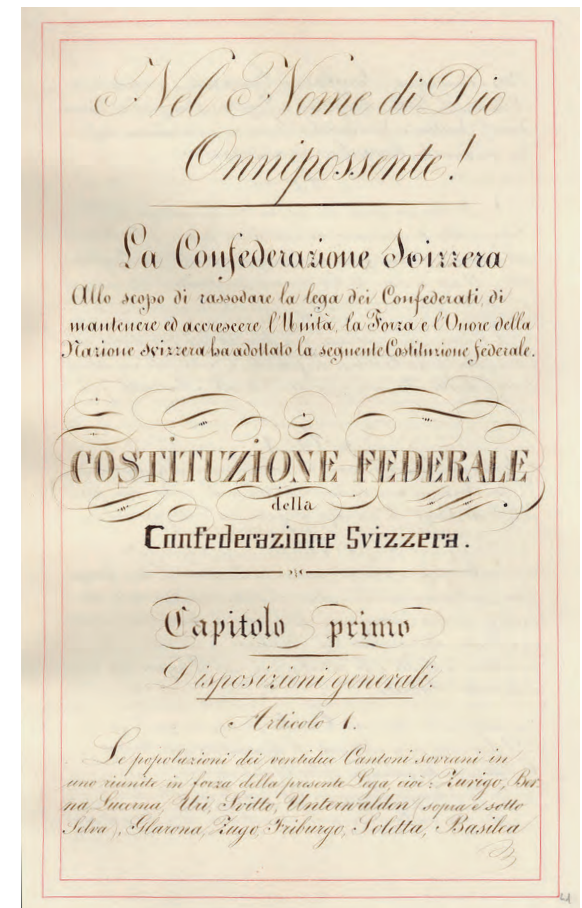 Nel Nome di Dio
Onnipossente!
La Confederazione Svizzera
Allo scopo di rassodare la lega dei Confederati, di
mantenere ed accrescere l'Unità, la Forza e l'Onore della
Nazione svizzera ha adottato la seguente Costituzione federale.
COSTITUZIONE FEDERALE
della
Confederazione Svizzera.
Capitolo primo
Disposizioni generali.
Articolo 1.
Le popolazioni dei ventidue Cantoni sovrani in
uno riunite in forza della presente Lega, cioè: Zurigo, Ber-
na, Lucerna, Uri, Svitto, Unterwalden (sopra e sotto
Selva), Glarona, Zugo, Friburgo, Soletta, Basilea